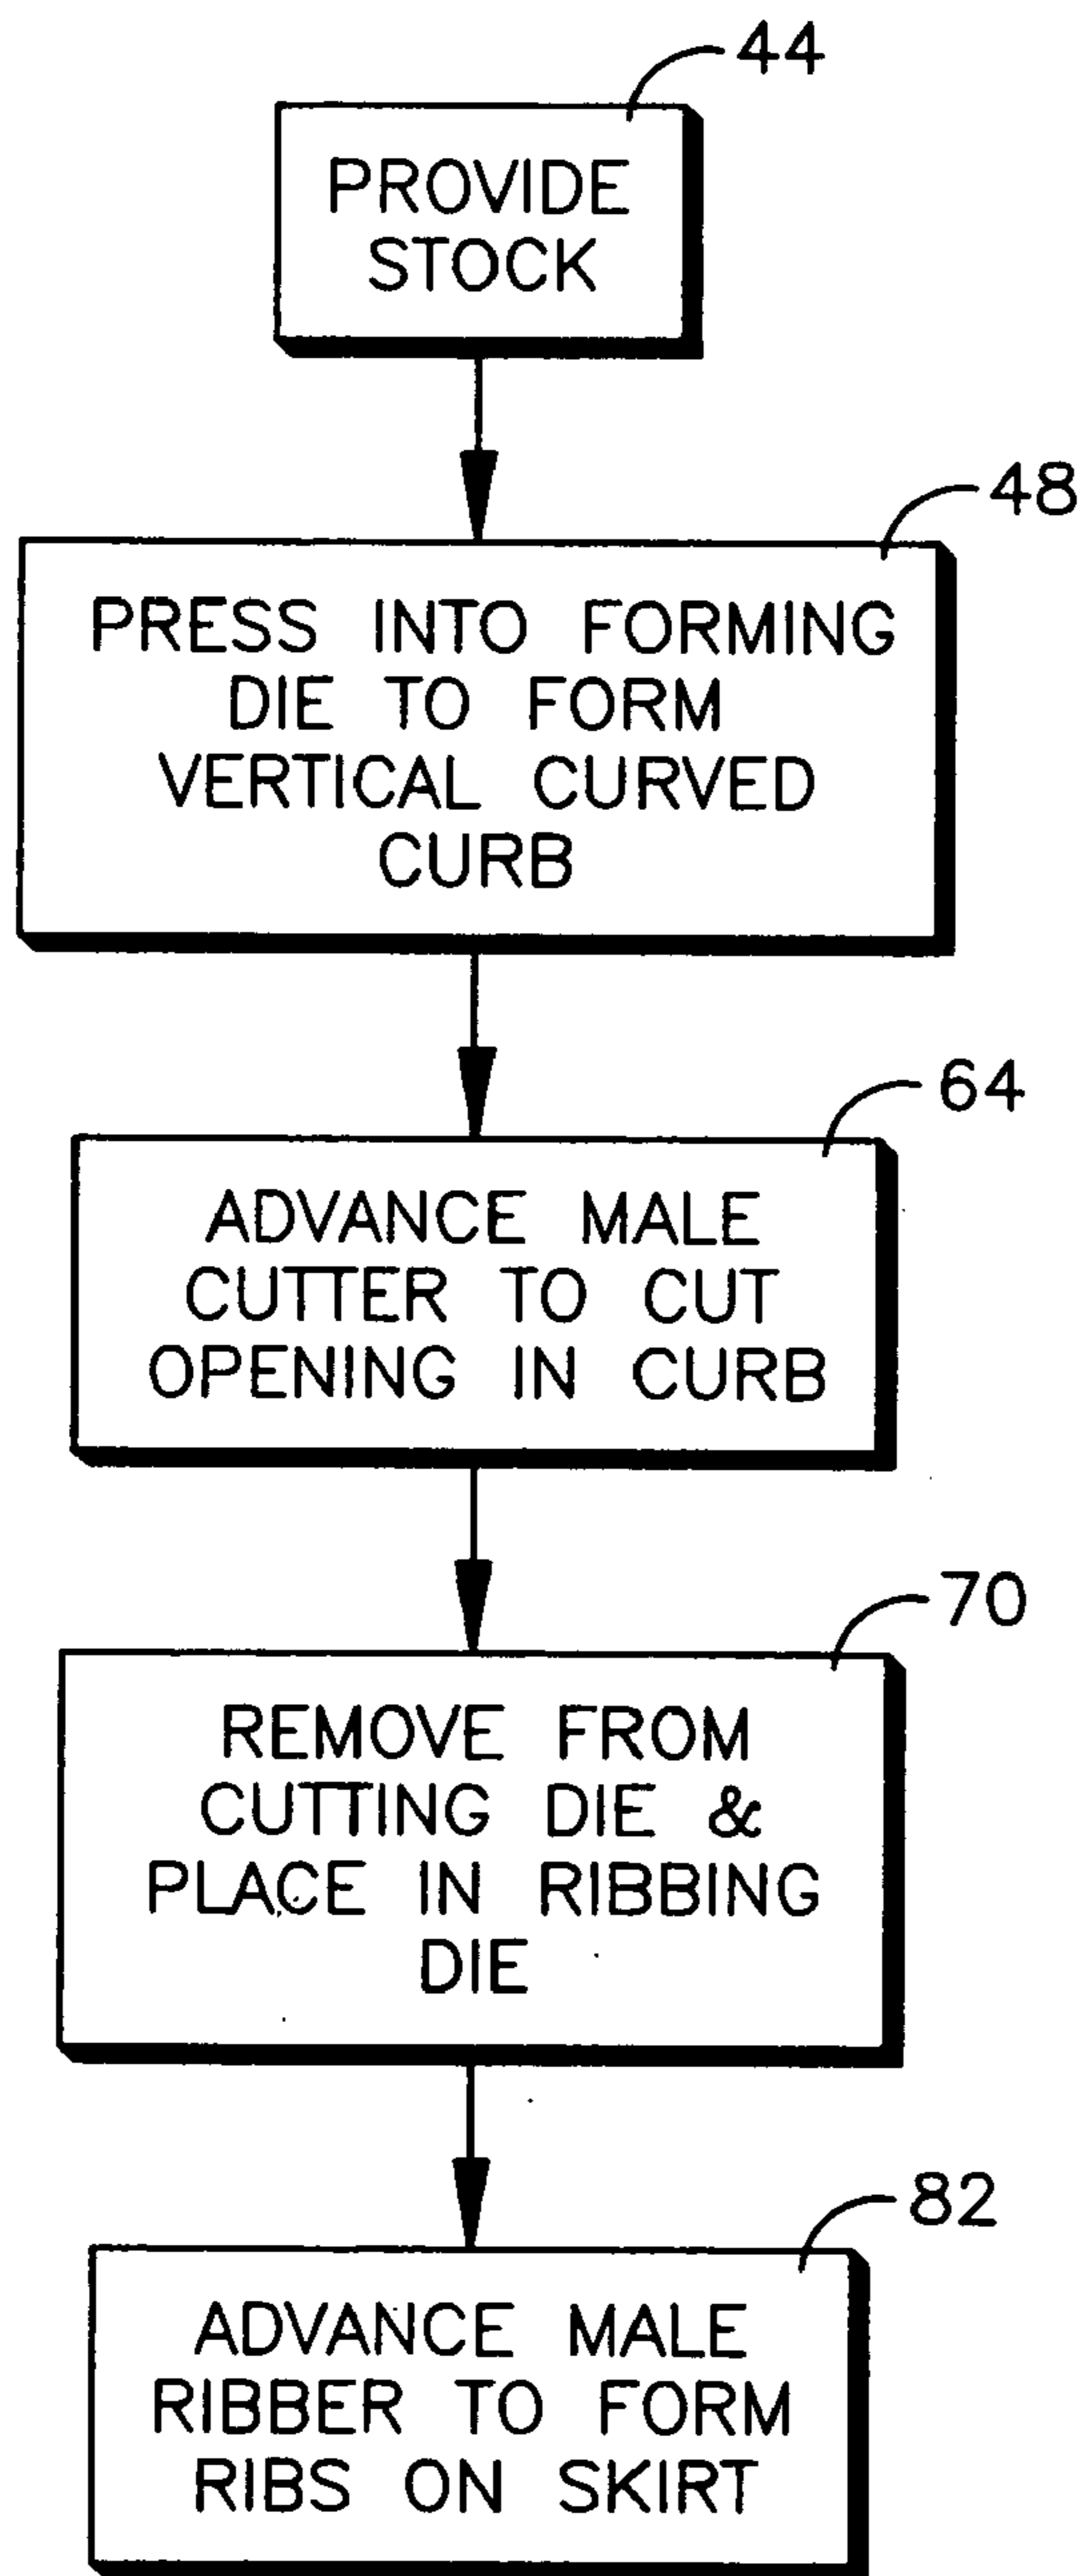 44
PROVIDE
STOCK
48
PRESS INTO FORMING
DIE TO FORM
VERTICAL CURVED
CURB
64
ADVANCE MALE
CUTTER TO CUT
OPENING IN CURB
70
REMOVE FROM
CUTTING DIE &
PLACE IN RIBBING
DIE
82
ADVANCE MALE
RIBBER TO FORM
RIBS ON SKIRT